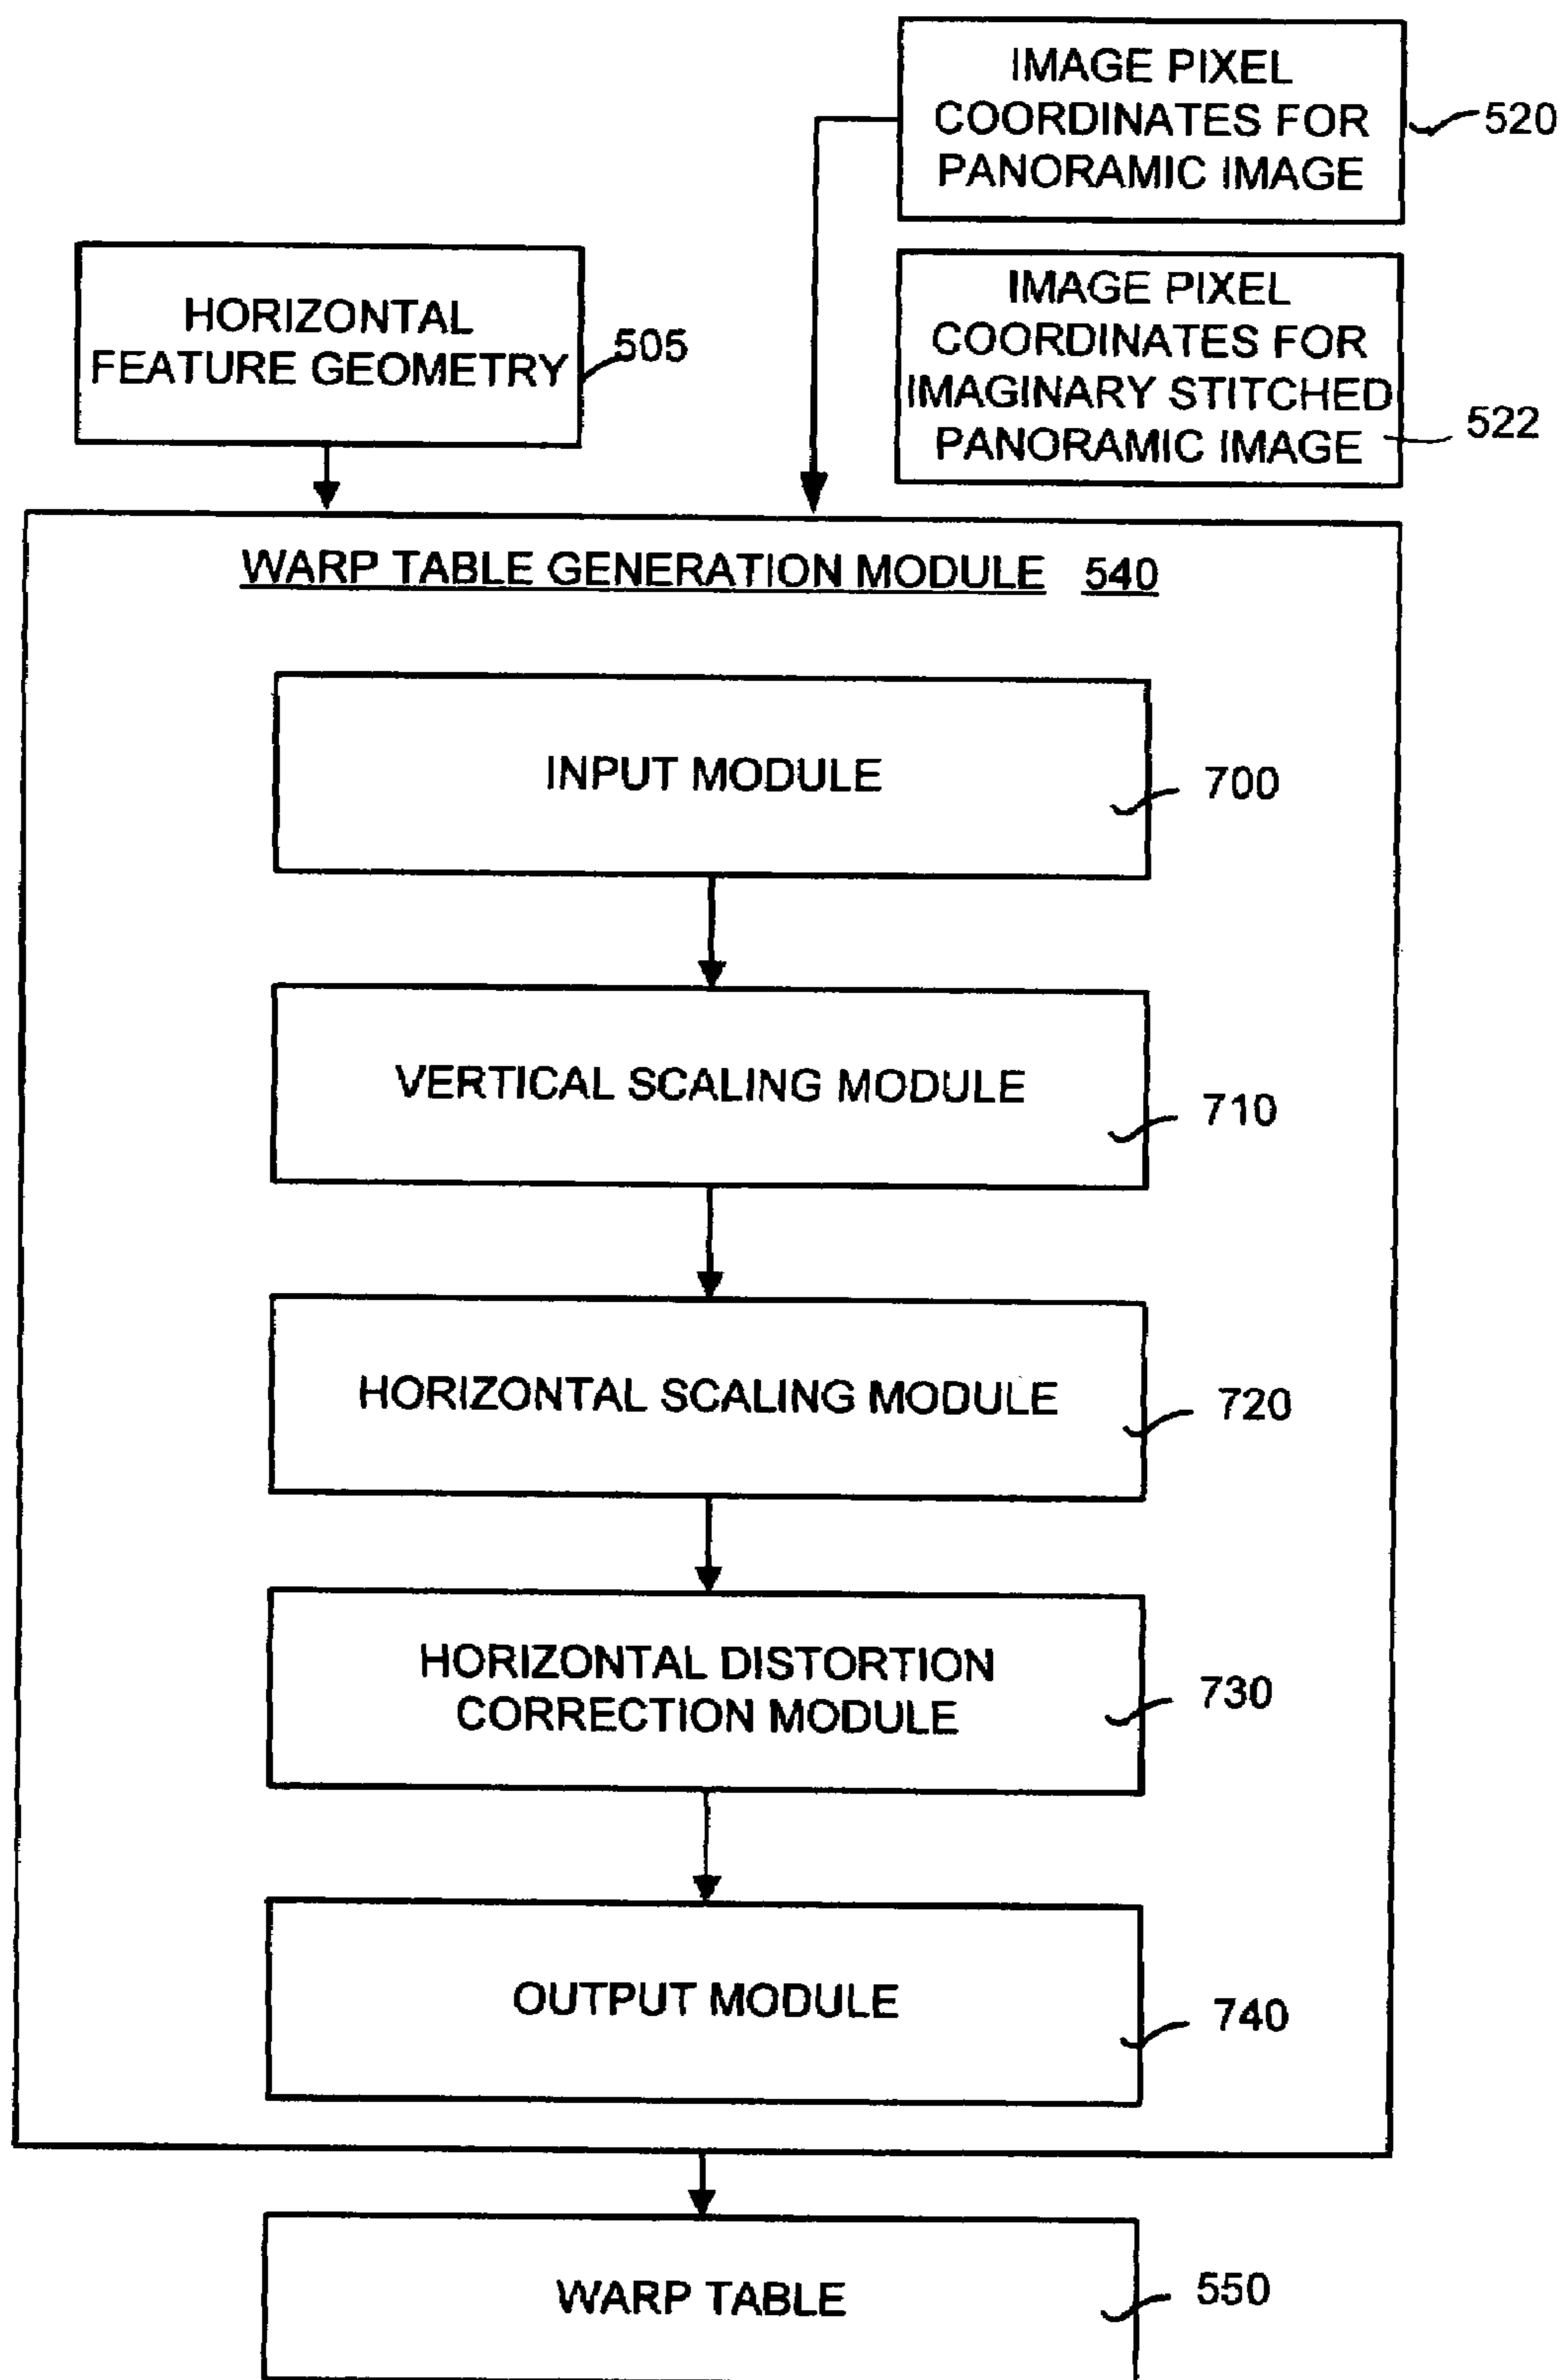 IMAGE PIXEL
COORDINATES FOR
PANORAMIC IMAGE
520
HORIZONTAL
FEATURE GEOMETRY
505
IMAGE PIXEL
COORDINATES FOR
IMAGINARY STITCHED
PANORAMIC IMAGE
522
WARP TABLE GENERATION MODULE 540
INPUT MODULE
700
VERTICAL SCALING MODULE
710
HORIZONTAL SCALING MODULE
720
HORIZONTAL DISTORTION
CORRECTION MODULE
730
OUTPUT MODULE
740
WARP TABLE
550